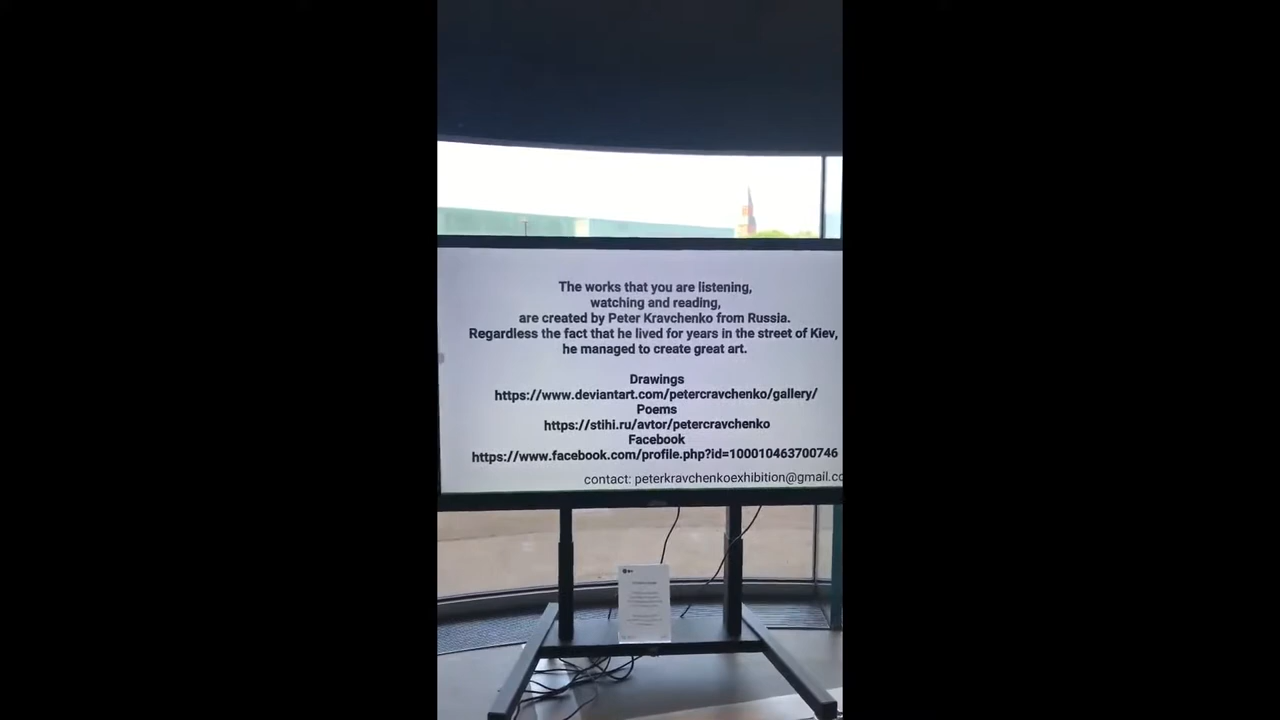 The works that you are listening,
watching and reading,
are created by Peter Kravchenko from Russia.
Regardless the fact that he lived for years in the street of Kiev,
he managed to create great art.
Drawings
https://www.deviantart.com/petercravchenko/gallery/
Poems
https://stihi.ru/avtor/petercravchenko
Facebook
https://www.facebook.com/profile.php?id=100010463700746
contact: peterkravchenkoexhibition@gmail.co